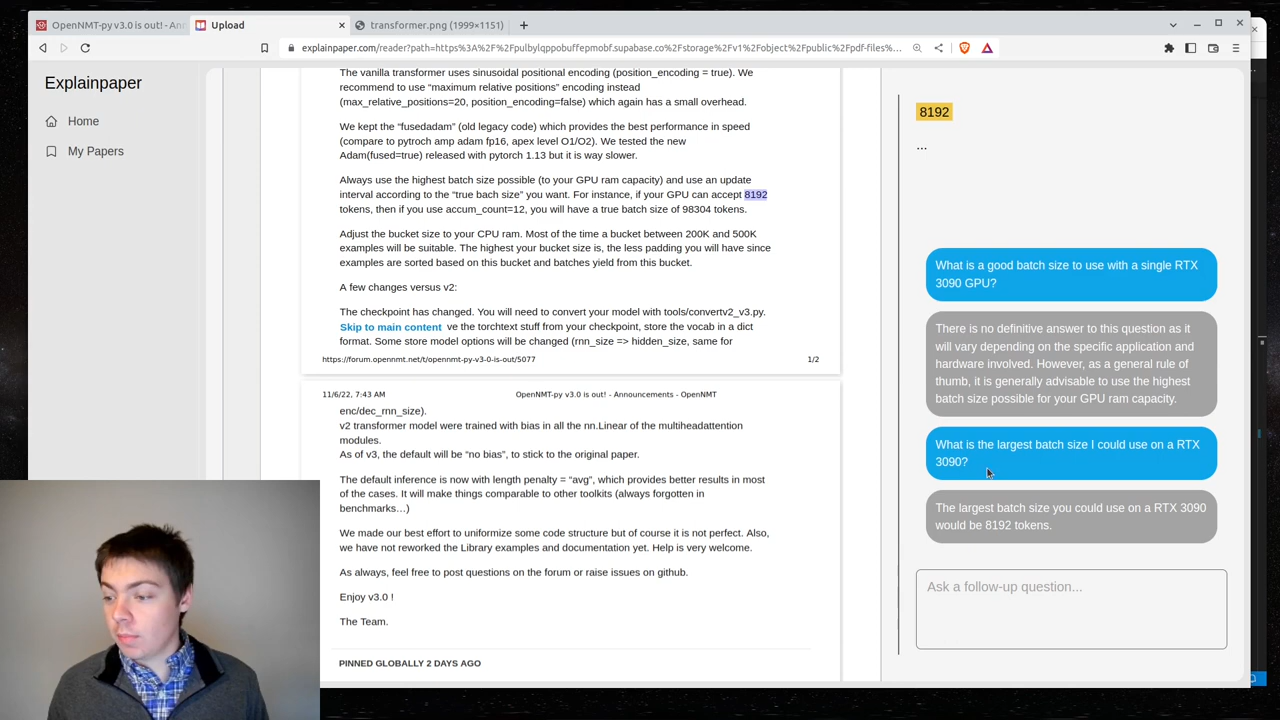 OpenNMT-py v3.0 is out! - An
Upload
transformer.png (1999×1151)
explainpaper.com/reader?path=https%3A%2F%2Fpulbylqppobuffepmobf.supabase.co%2Fstorage%2Fv1%2Fobject%2Fpublic%2Fpdf-files%...
Explainpaper
Home
My Papers
The vanilla transformer uses sinusoidal positional encoding (position_encoding = true). We
recommend to use “maximum relative positions” encoding instead
(max_relative_positions=20, position_encoding=false) which again has a small overhead.
We kept the “fusedadam” (old legacy code) which provides the best performance in speed
(compare to pytroch amp adam fp16, apex level O1/O2). We tested the new
Adam(fused=true) released with pytorch 1.13 but it is way slower.
Always use the highest batch size possible (to your GPU ram capacity) and use an update
interval according to the “true bach size” you want. For instance, if your GPU can accept 8192
tokens, then if you use accum_count=12, you will have a true batch size of 98304 tokens.
Adjust the bucket size to your CPU ram. Most of the time a bucket between 200K and 500K
examples will be suitable. The highest your bucket size is, the less padding you will have since
examples are sorted based on this bucket and batches yield from this bucket.
A few changes versus v2:
The checkpoint has changed. You will need to convert your model with tools/convertv2_v3.py.
Skip to main content ve the torchtext stuff from your checkpoint, store the vocab in a dict
format. Some store model options will be changed (rnn_size => hidden_size, same for
https://forum.opennmt.net/t/opennmt-py-v3-0-is-out/5077 1/2
11/6/22, 7:43 AM OpenNMT-py v3.0 is out! - Announcements - OpenNMT
enc/dec_rnn_size).
v2 transformer model were trained with bias in all the nn.Linear of the multiheadattention
modules.
As of v3, the default will be “no bias”, to stick to the original paper.
The default inference is now with length penalty = “avg”, which provides better results in most
of the cases. It will make things comparable to other toolkits (always forgotten in
benchmarks…)
We made our best effort to uniformize some code structure but of course it is not perfect. Also,
we have not reworked the Library examples and documentation yet. Help is very welcome.
As always, feel free to post questions on the forum or raise issues on github.
Enjoy v3.0 !
The Team.
PINNED GLOBALLY 2 DAYS AGO
8192
...
What is a good batch size to use with a single RTX
3090 GPU?
There is no definitive answer to this question as it
will vary depending on the specific application and
hardware involved. However, as a general rule of
thumb, it is generally advisable to use the highest
batch size possible for your GPU ram capacity.
What is the largest batch size I could use on a RTX
3090?
The largest batch size you could use on a RTX 3090
would be 8192 tokens.
Ask a follow-up question...